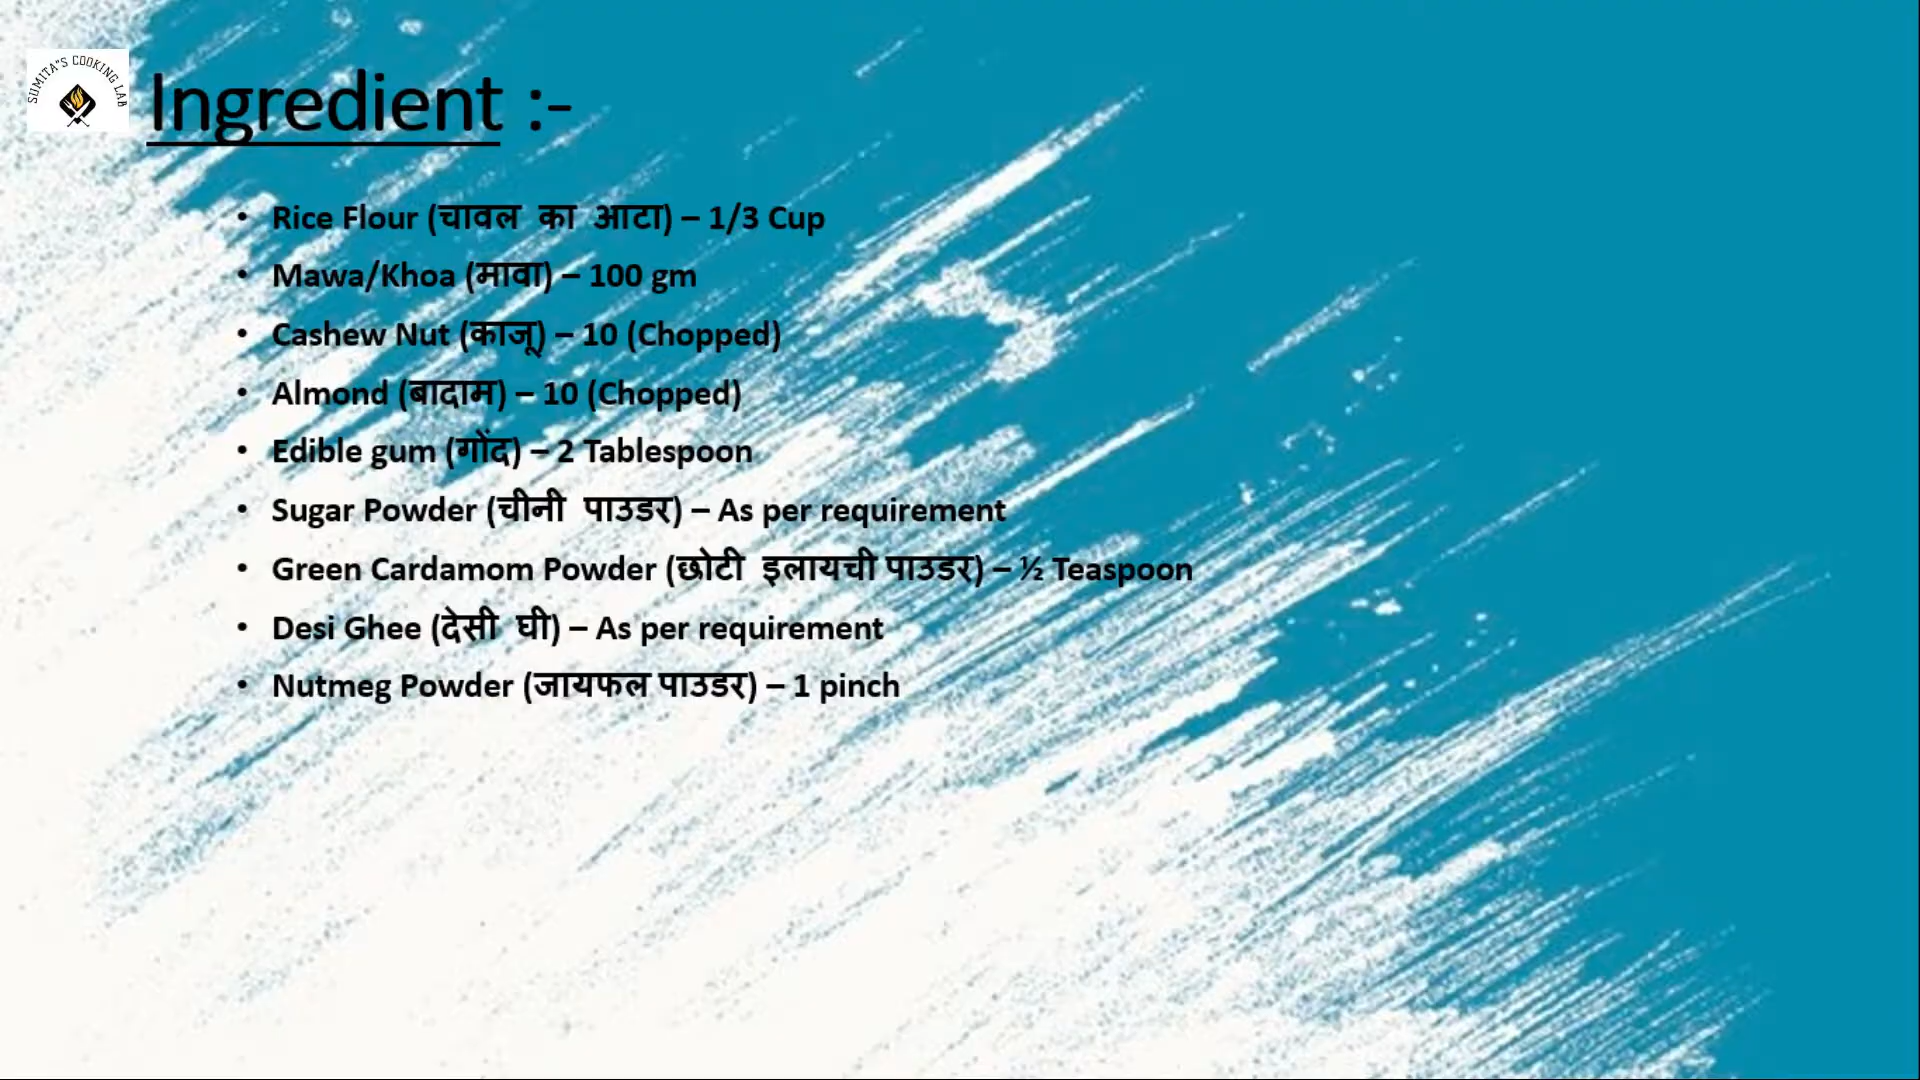 SUMITA"S COOKING LAB
Ingredient :-
• Rice Flour (चावल का आटा) – 1/3 Cup
• Mawa/Khoa (मावा) – 100 gm
• Cashew Nut (काजू) – 10 (Chopped)
• Almond (बादाम) – 10 (Chopped)
• Edible gum (गोंद) – 2 Tablespoon
• Sugar Powder (चीनी पाउडर) – As per requirement
• Green Cardamom Powder (छोटी इलायची पाउडर) – ½ Teaspoon
• Desi Ghee (देसी घी) – As per requirement
• Nutmeg Powder (जायफल पाउडर) – 1 pinch